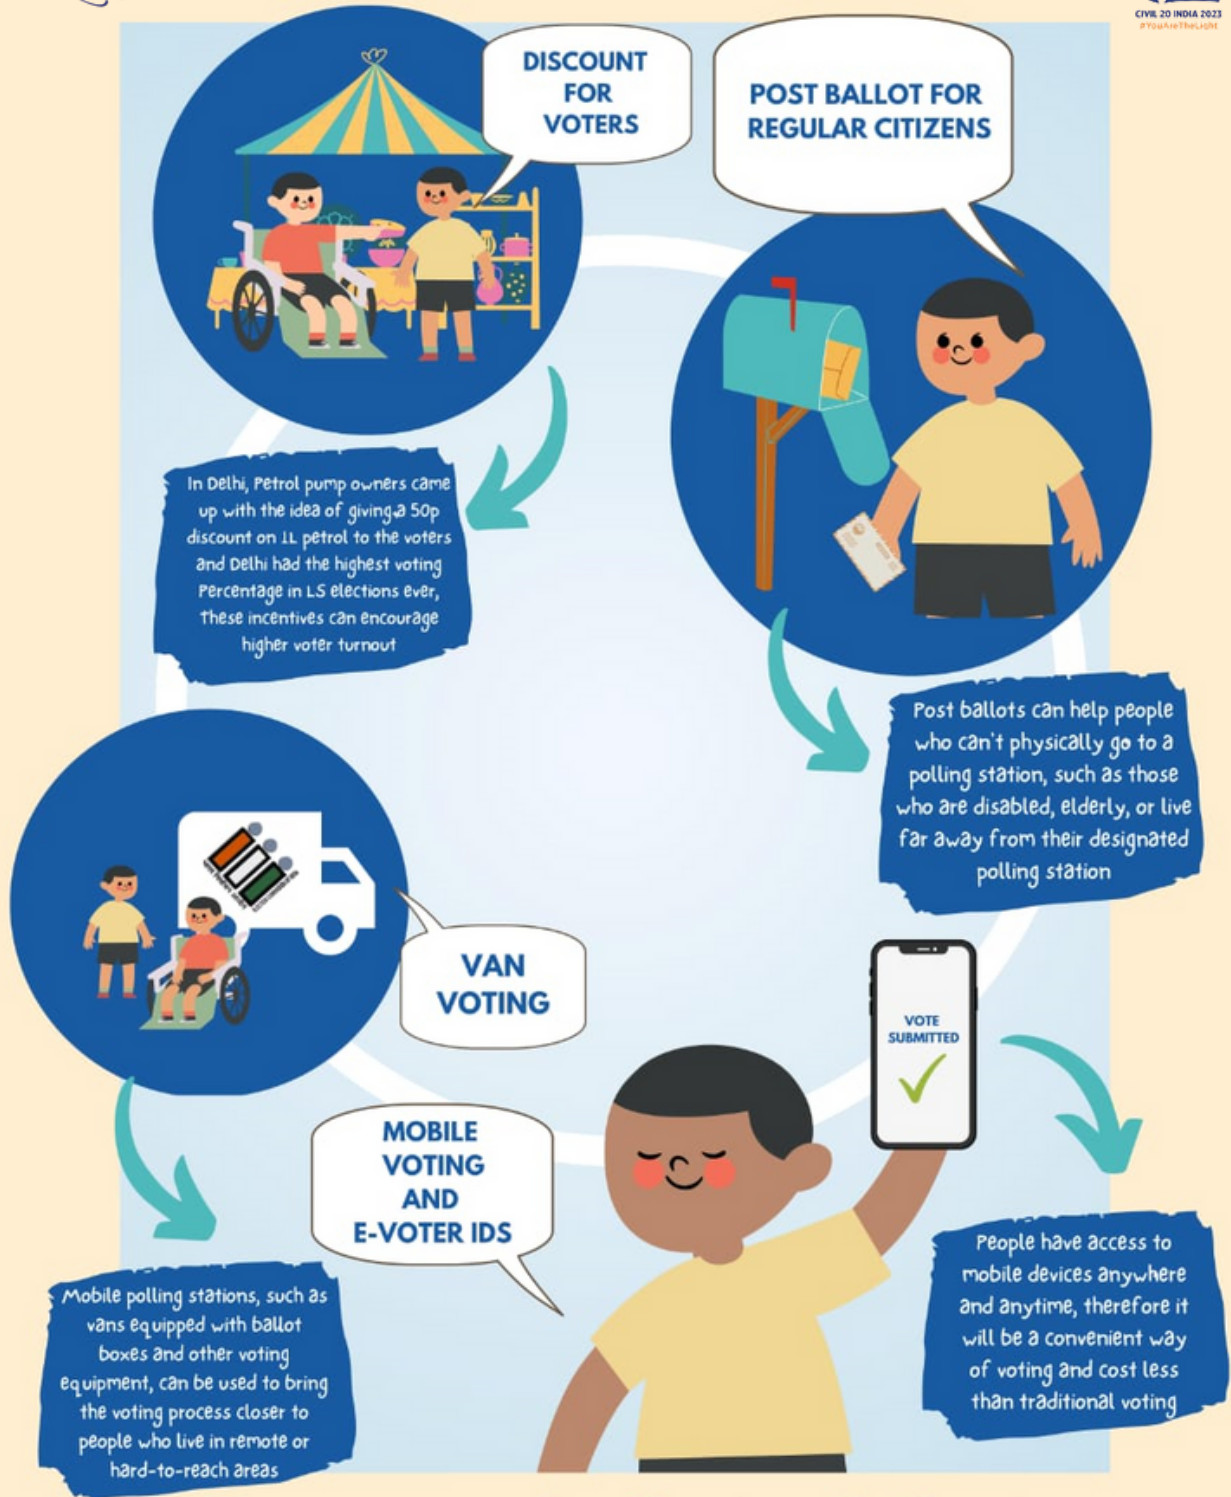 CIVIL 20 INDIA 2023
#YouAreTheLight
DISCOUNT
FOR
VOTERS
POST BALLOT FOR
REGULAR CITIZENS
In Delhi, Petrol pump owners came
up with the idea of giving a 50p
discount on 1L petrol to the voters
and Delhi had the highest voting
Percentage in LS elections ever,
These incentives can encourage
higher voter turnout
Post ballots can help people
who can't physically go to a
polling station, such as those
who are disabled, elderly, or live
far away from their designated
polling station
VAN
VOTING
VOTE
SUBMITTED
MOBILE
VOTING
AND
E-VOTER IDS
Mobile polling stations, such as
vans equipped with ballot
boxes and other voting
equipment, can be used to bring
the voting process closer to
people who live in remote or
hard-to-reach areas
People have access to
mobile devices anywhere
and anytime, therefore it
will be a convenient way
of voting and cost less
than traditional voting